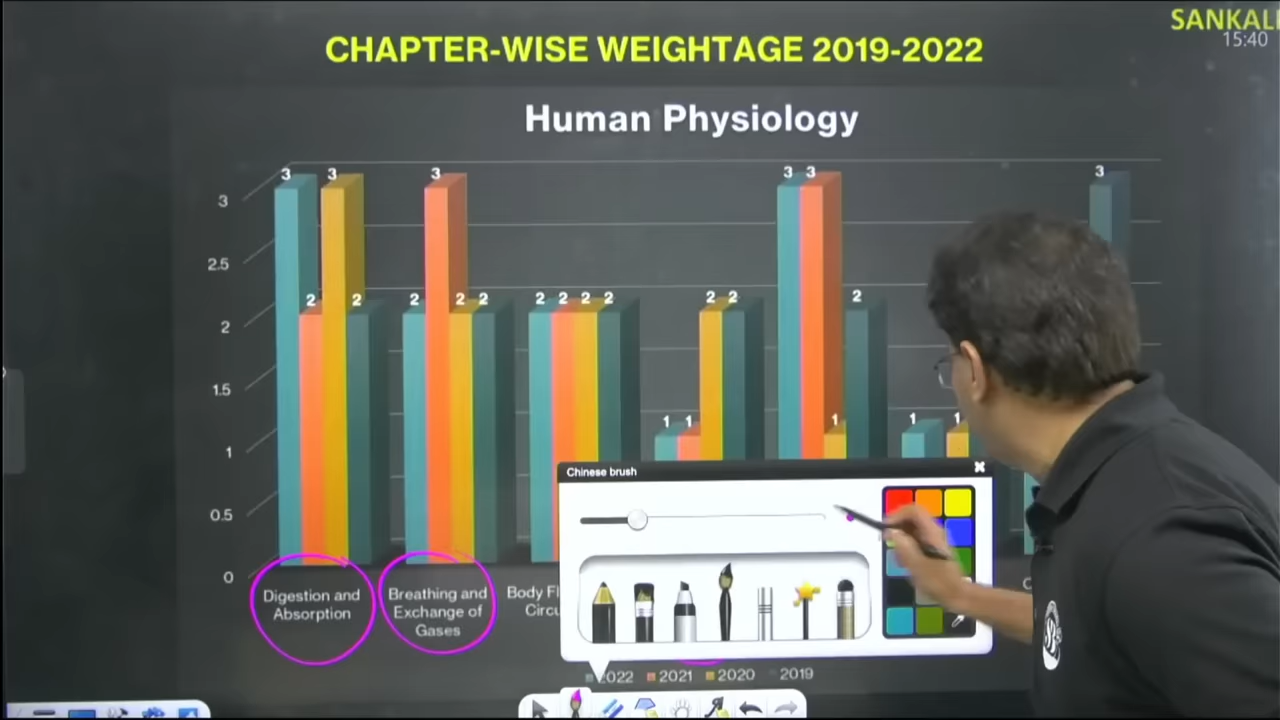 SANKAL
15:40
CHAPTER-WISE WEIGHTAGE 2019-2022
Human Physiology
3 3 3 3 3 3
3
2.5
2 2 2 2 2 2 2 2 2 2 2 2
2
1.5
1 1 1 1 1
1
0.5
0
Chinese brush
Digestion and
Absorption
Breathing and
Exchange of
Gases
Body Fl
Circu
2022 2021 2020 2019